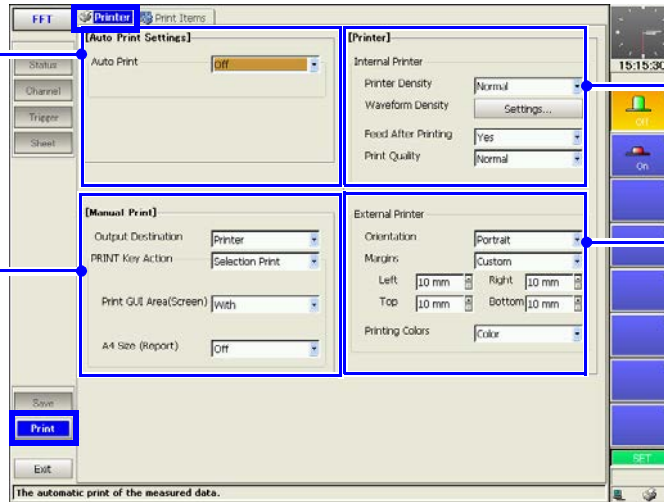 FFT
Printer
Print Items
Status
Channel
Trigger
Sheet
Save
Print
Exit
[Auto Print Settings]
Auto Print
Off
[Printer]
Internal Printer
Printer Density
Normal
Waveform Density
Settings...
Feed After Printing
Yes
Print Quality
Normal
[Manual Print]
Output Destination
Printer
PRINT Key Action
Selection Print
Print GUI Area(Screen)
With
A4 Size (Report)
Off
External Printer
Orientation
Portrait
Margins
Custom
Left 10 mm Right 10 mm
Top 10 mm Bottom 10 mm
Printing Colors
Color
15:15:30
Off
On
SET
The automatic print of the measured data.